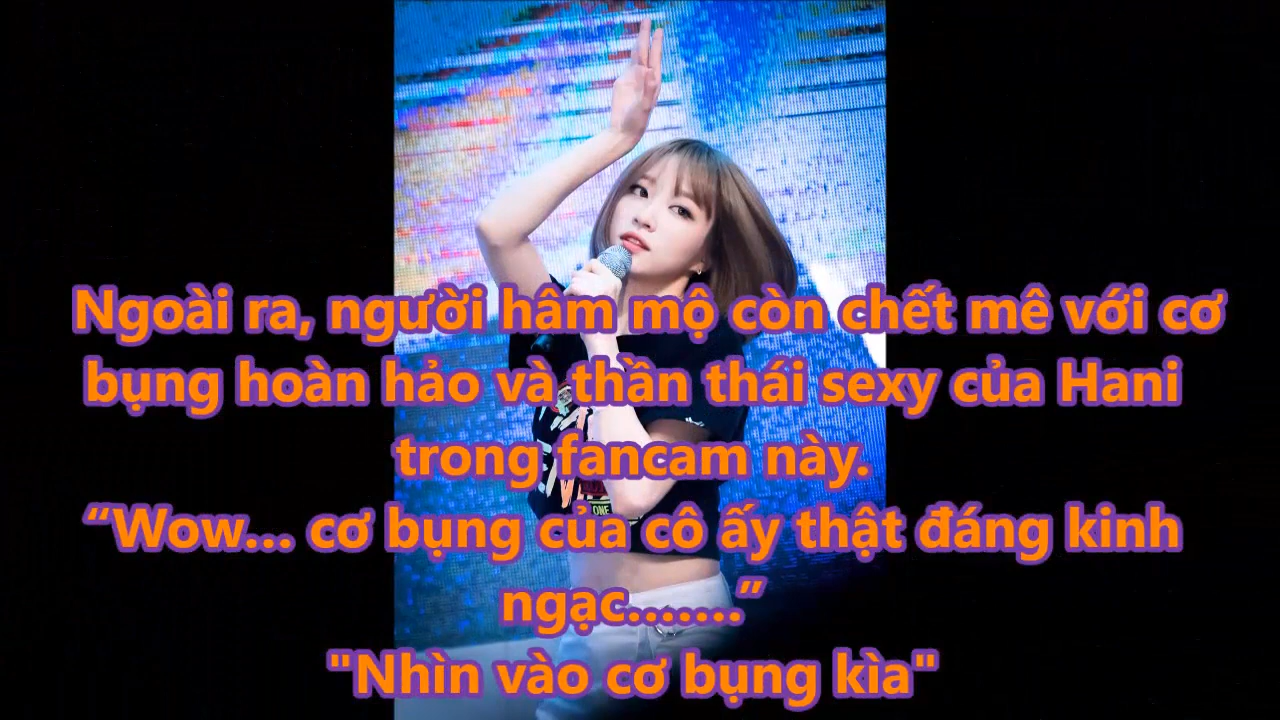 Ngoài ra, người hâm mộ còn chết mê với cơ
bụng hoàn hảo và thần thái sexy của Hani
trong fancam này.
“Wow... cơ bụng của cô ấy thật đáng kinh
ngạc.......”
"Nhìn vào cơ bụng kìa"
ONE